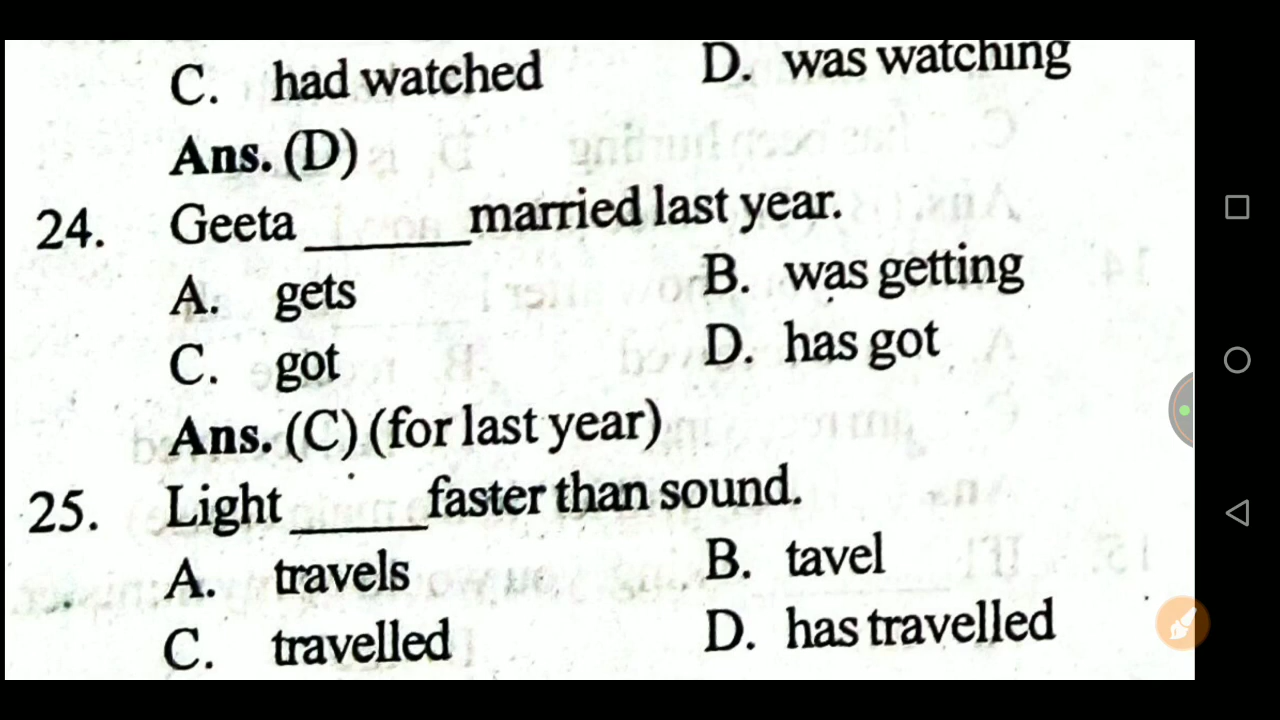 C. had watched D. was watching
Ans. (D)
24. Geeta ______ married last year.
A. gets B. was getting
C. got D. has got
Ans. (C) (for last year)
25. Light _____ faster than sound.
A. travels B. tavel
C. travelled D. has travelled